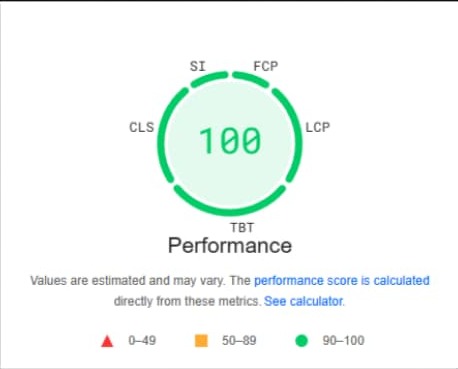 SI FCP
CLS LCP
100
TBT
Performance
Values are estimated and may vary. The performance score is calculated
directly from these metrics. See calculator.
0–49 50–89 90–100